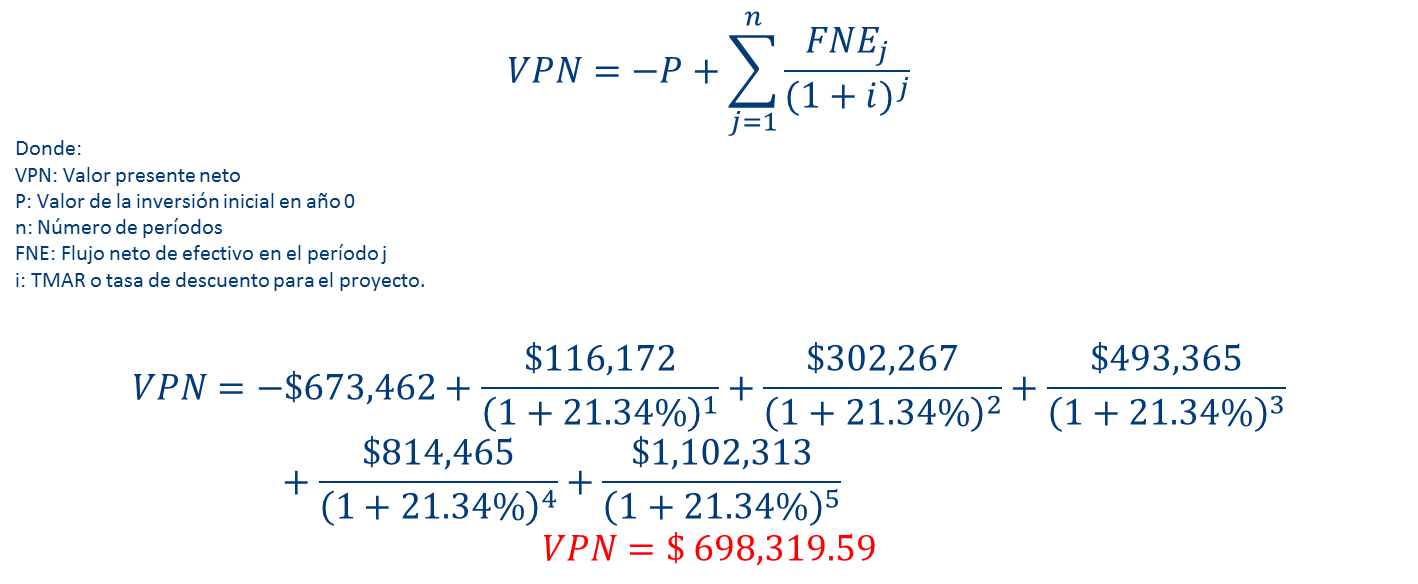 VPN = −P + ∑_{j=1}^{n} FNE_j / (1 + i)^j
Donde:
VPN: Valor presente neto
P: Valor de la inversión inicial en año 0
n: Número de períodos
FNE: Flujo neto de efectivo en el período j
i: TMAR o tasa de descuento para el proyecto.
VPN = −$673,462 + $116,172 / (1 + 21.34%)^1 + $302,267 / (1 + 21.34%)^2 + $493,365 / (1 + 21.34%)^3
+ $814,465 / (1 + 21.34%)^4 + $1,102,313 / (1 + 21.34%)^5
VPN = $ 698,319.59